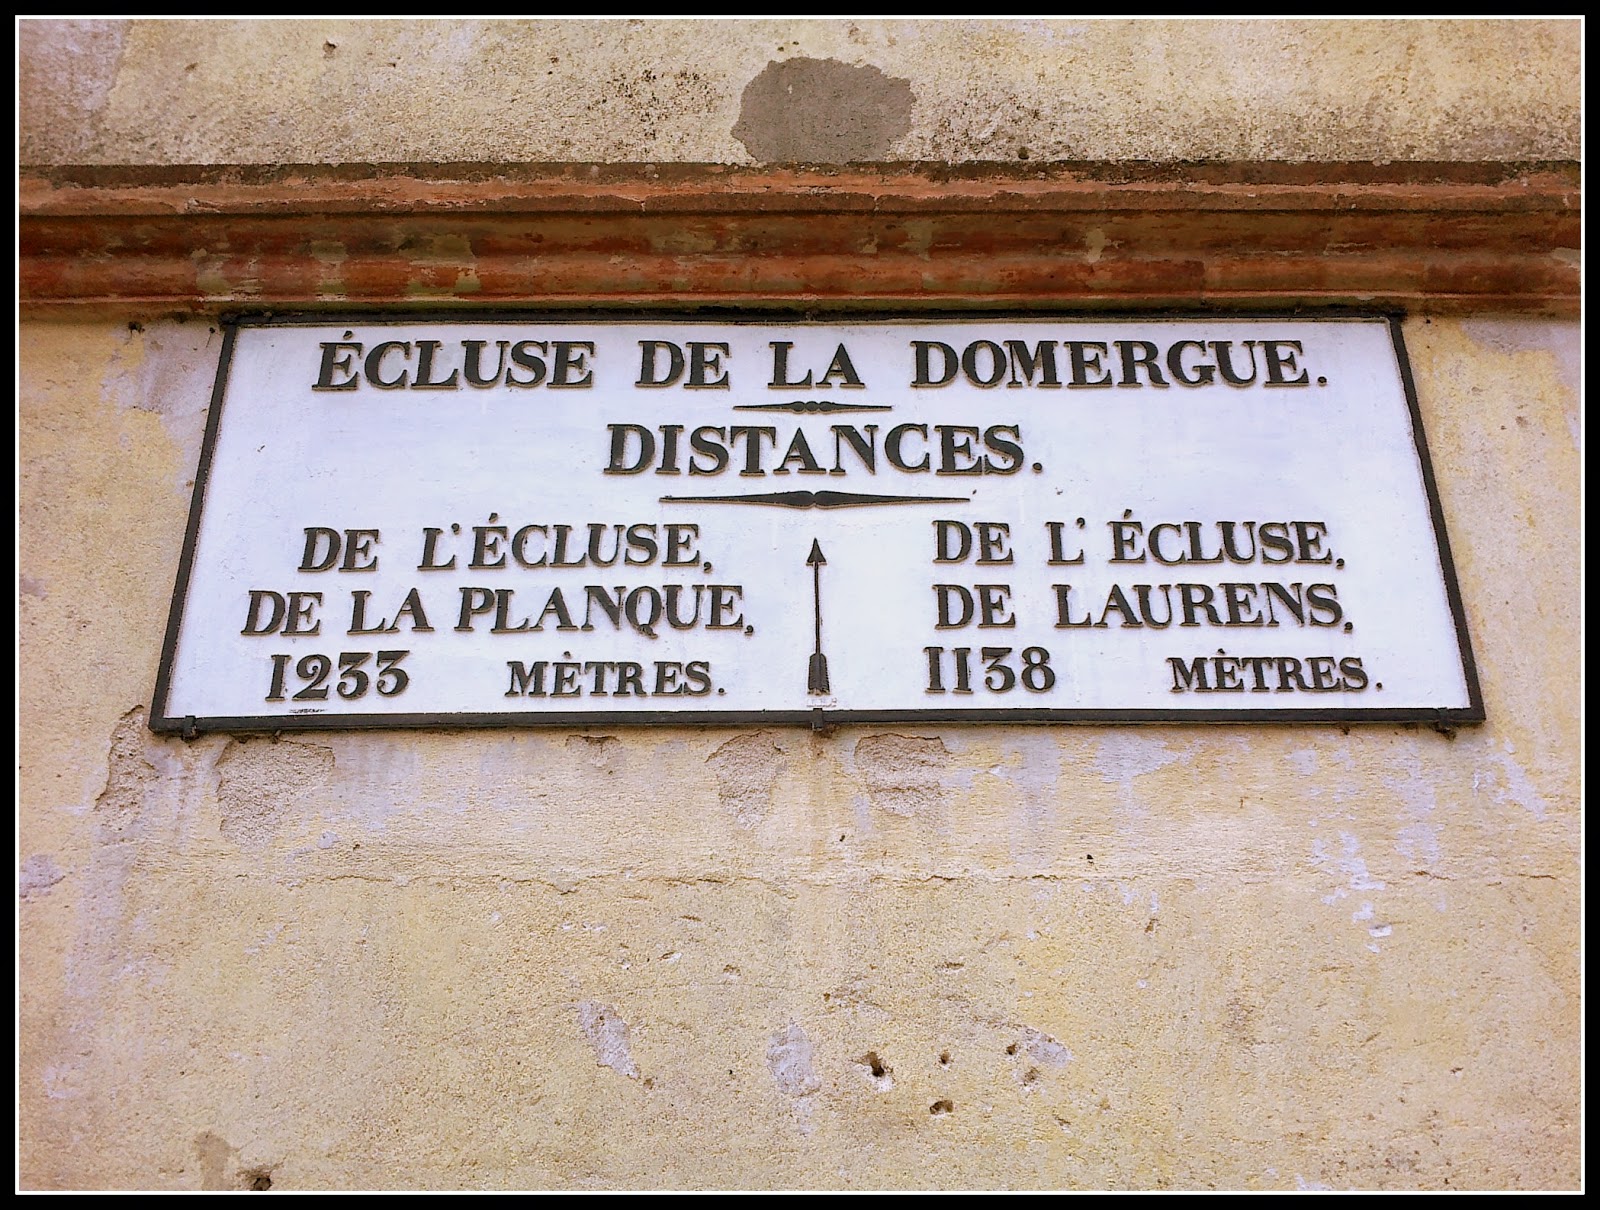 ÉCLUSE DE LA DOMERGUE.
DISTANCES.
DE L'ÉCLUSE,
DE LA PLANQUE,
1233 MÈTRES.
DE L' ÉCLUSE,
DE LAURENS,
1138 MÈTRES.